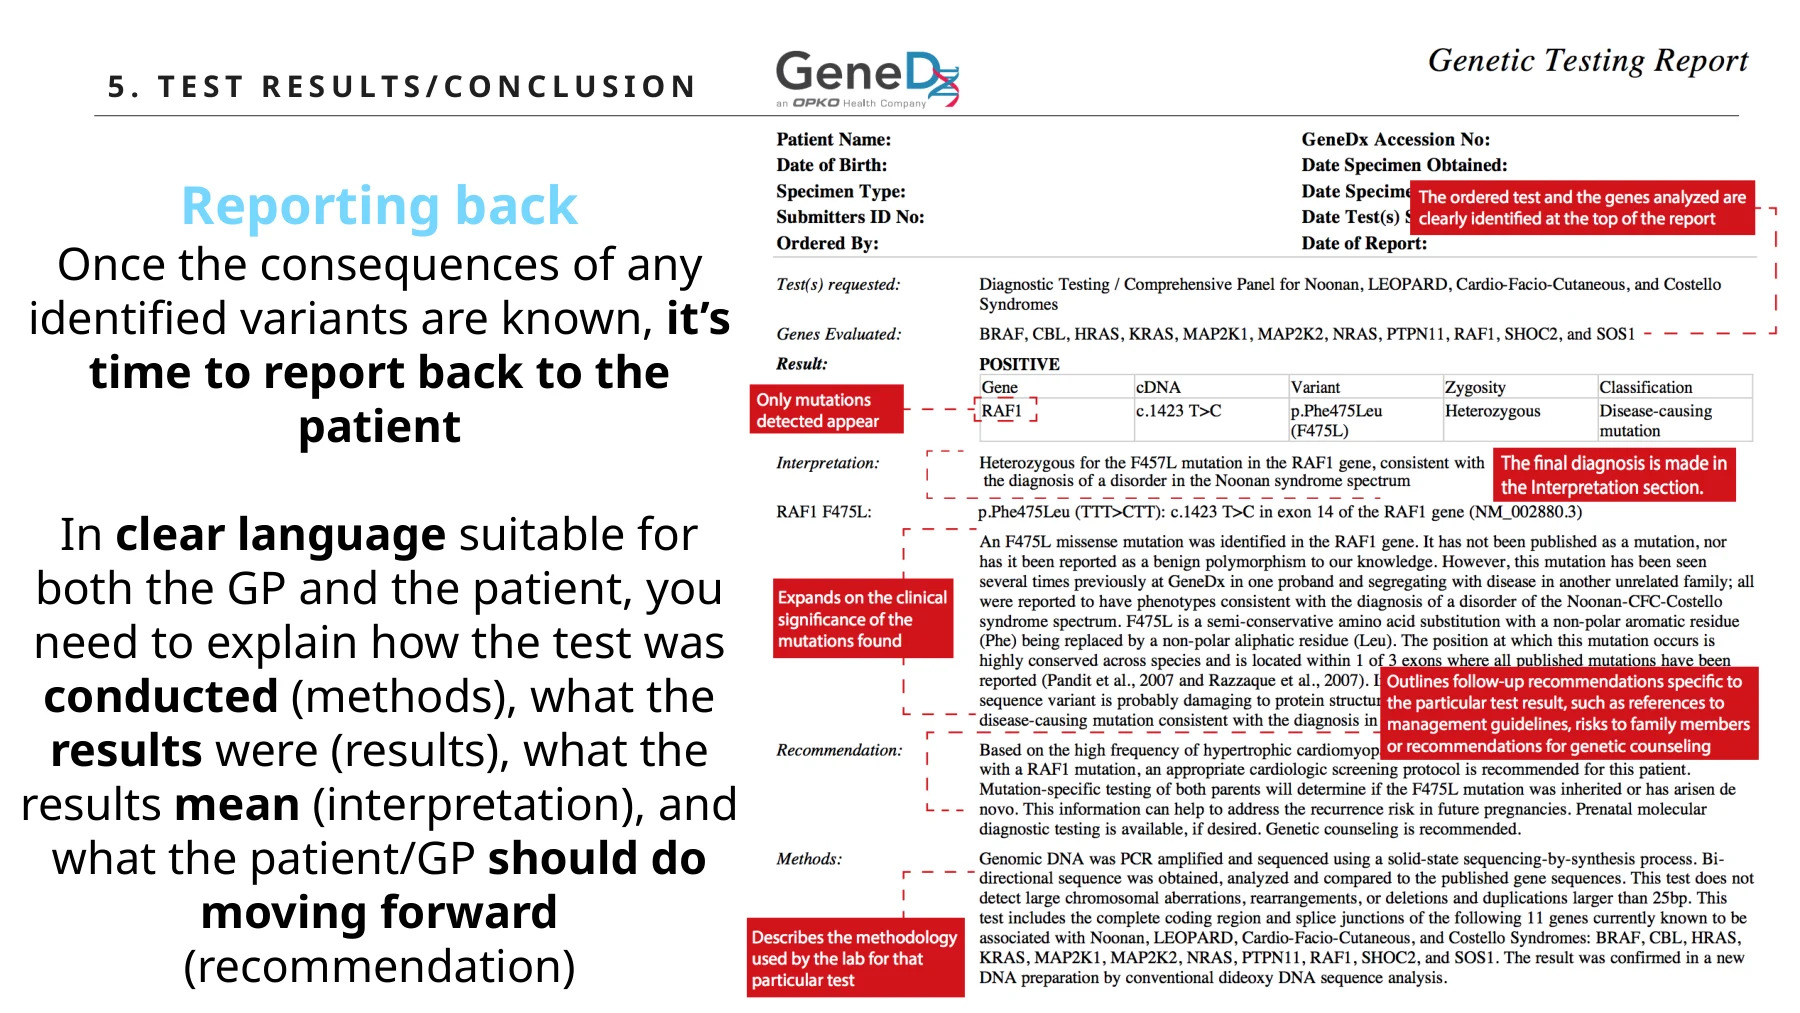 5. TEST RESULTS/CONCLUSION
Reporting back
Once the consequences of any
identified variants are known, it's
time to report back to the
patient
In clear language suitable for
both the GP and the patient, you
need to explain how the test was
conducted (methods), what the
results were (results), what the
results mean (interpretation), and
what the patient/GP should do
moving forward
(recommendation)
GeneDx
an OPKO Health Company
Genetic Testing Report
Patient Name:
Date of Birth:
Specimen Type:
Submitters ID No:
Ordered By:
GeneDx Accession No:
Date Specimen Obtained:
Date Specime
Date Test(s) S
Date of Report:
The ordered test and the genes analyzed are
clearly identified at the top of the report
Test(s) requested: Diagnostic Testing / Comprehensive Panel for Noonan, LEOPARD, Cardio-Facio-Cutaneous, and Costello
Syndromes
Genes Evaluated: BRAF, CBL, HRAS, KRAS, MAP2K1, MAP2K2, NRAS, PTPN11, RAF1, SHOC2, and SOS1
Result: POSITIVE
Gene cDNA Variant Zygosity Classification
RAF1 c.1423 T>C p.Phe475Leu Heterozygous Disease-causing
(F475L) mutation
Only mutations
detected appear
Interpretation: Heterozygous for the F457L mutation in the RAF1 gene, consistent with
the diagnosis of a disorder in the Noonan syndrome spectrum
The final diagnosis is made in
the Interpretation section.
RAF1 F475L: p.Phe475Leu (TTT>CTT): c.1423 T>C in exon 14 of the RAF1 gene (NM_002880.3)
An F475L missense mutation was identified in the RAF1 gene. It has not been published as a mutation, nor
has it been reported as a benign polymorphism to our knowledge. However, this mutation has been seen
several times previously at GeneDx in one proband and segregating with disease in another unrelated family; all
were reported to have phenotypes consistent with the diagnosis of a disorder of the Noonan-CFC-Costello
syndrome spectrum. F475L is a semi-conservative amino acid substitution with a non-polar aromatic residue
(Phe) being replaced by a non-polar aliphatic residue (Leu). The position at which this mutation occurs is
highly conserved across species and is located within 1 of 3 exons where all published mutations have been
reported (Pandit et al., 2007 and Razzaque et al., 2007).
sequence variant is probably damaging to protein structur
disease-causing mutation consistent with the diagnosis in
Expands on the clinical
significance of the
mutations found
Outlines follow-up recommendations specific to
the particular test result, such as references to
management guidelines, risks to family members
or recommendations for genetic counseling
Recommendation: Based on the high frequency of hypertrophic cardiomyop
with a RAF1 mutation, an appropriate cardiologic screening protocol is recommended for this patient.
Mutation-specific testing of both parents will determine if the F475L mutation was inherited or has arisen de
novo. This information can help to address the recurrence risk in future pregnancies. Prenatal molecular
diagnostic testing is available, if desired. Genetic counseling is recommended.
Methods: Genomic DNA was PCR amplified and sequenced using a solid-state sequencing-by-synthesis process. Bi-
directional sequence was obtained, analyzed and compared to the published gene sequences. This test does not
detect large chromosomal aberrations, rearrangements, or deletions and duplications larger than 25bp. This
test includes the complete coding region and splice junctions of the following 11 genes currently known to be
associated with Noonan, LEOPARD, Cardio-Facio-Cutaneous, and Costello Syndromes: BRAF, CBL, HRAS,
KRAS, MAP2K1, MAP2K2, NRAS, PTPN11, RAF1, SHOC2, and SOS1. The result was confirmed in a new
DNA preparation by conventional dideoxy DNA sequence analysis.
Describes the methodology
used by the lab for that
particular test